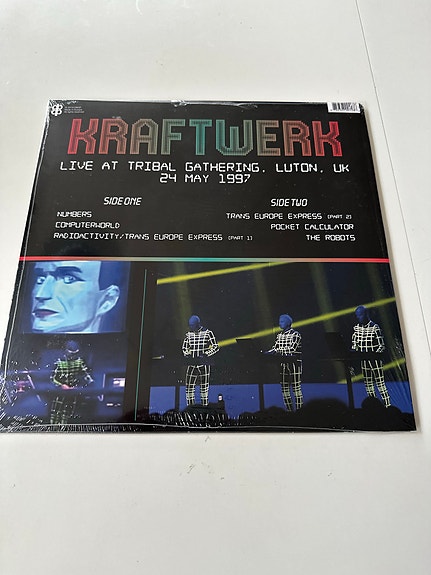 KRAFTWERK
LIVE AT TRIBAL GATHERING, LUTON, UK
24 MAY 1997
SIDE ONE
NUMBERS
COMPUTERWORLD
RADIOACTIVITY/TRANS EUROPE EXPRESS (PART 1)
SIDE TWO
TRANS EUROPE EXPRESS (PART 2)
POCKET CALCULATOR
THE ROBOTS